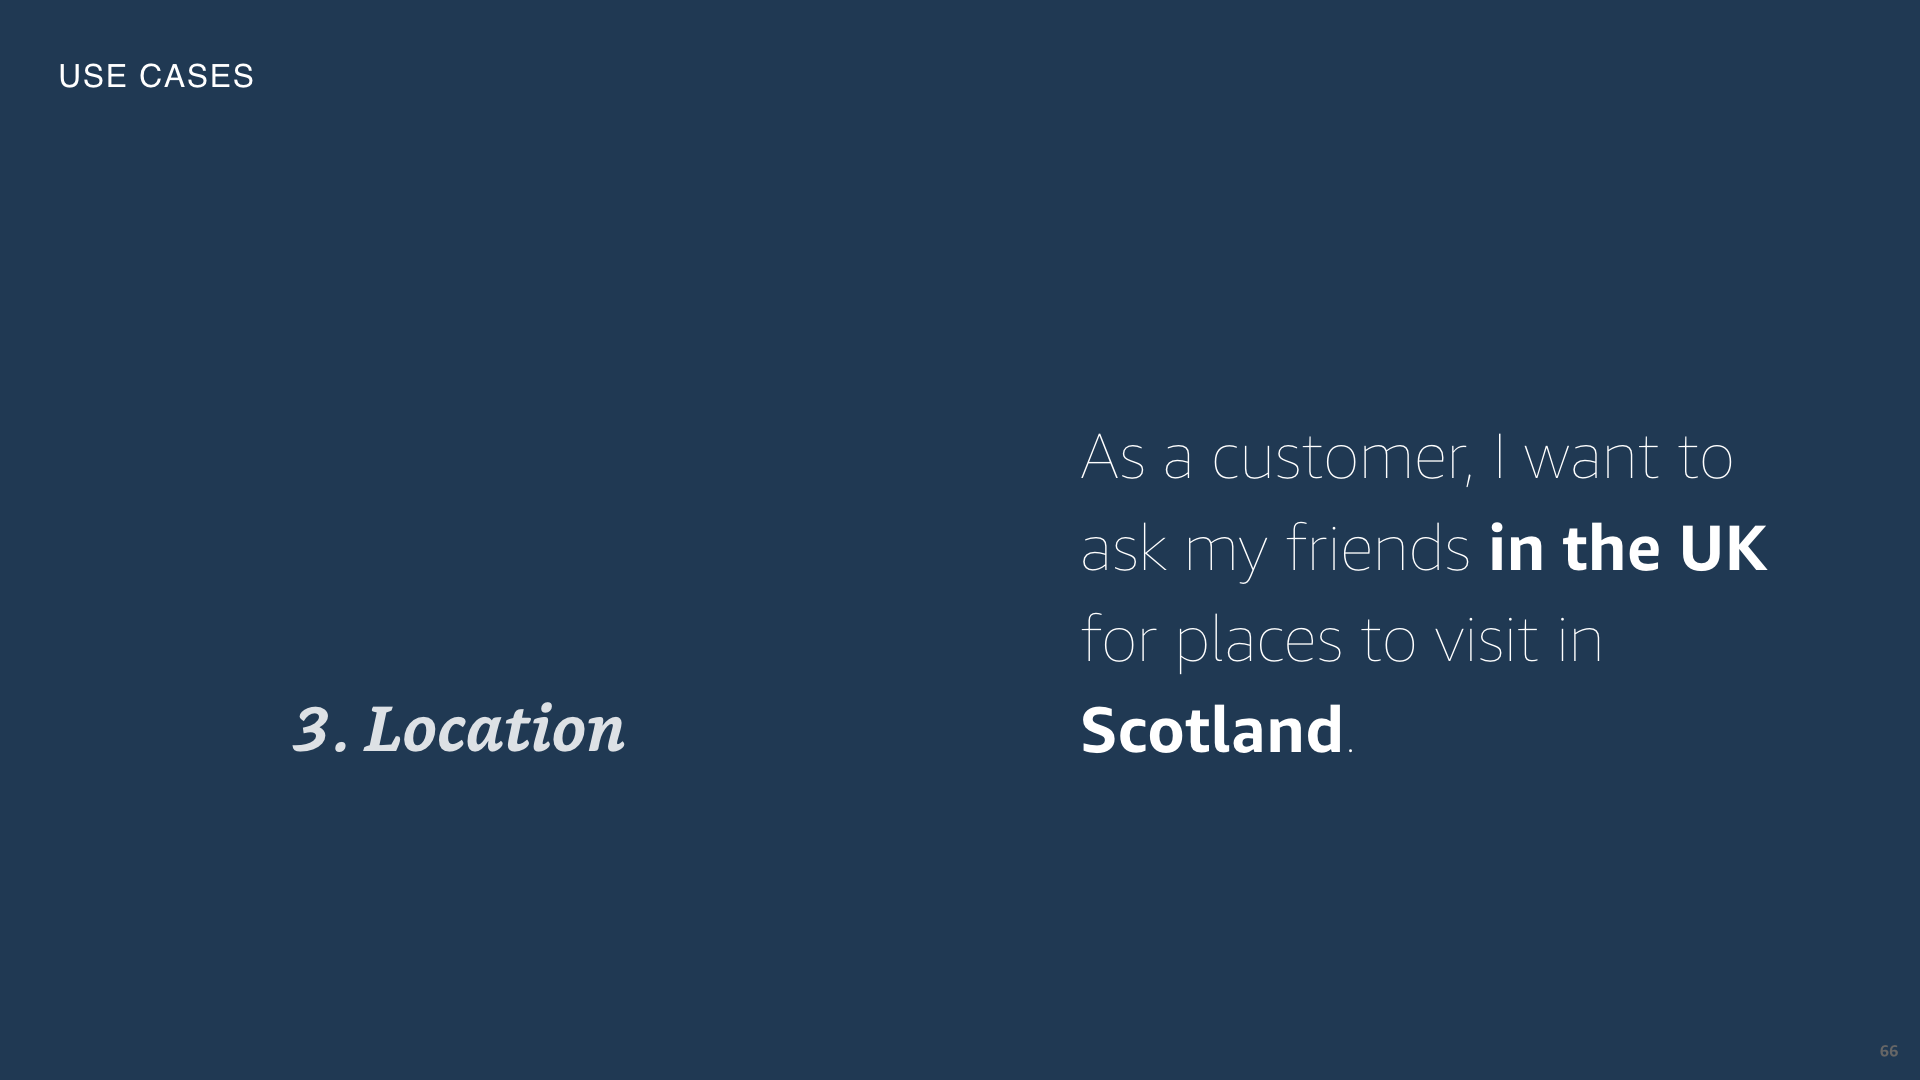 USE CASES
3. Location
As a customer, I want to
ask my friends in the UK
for places to visit in
Scotland.
66